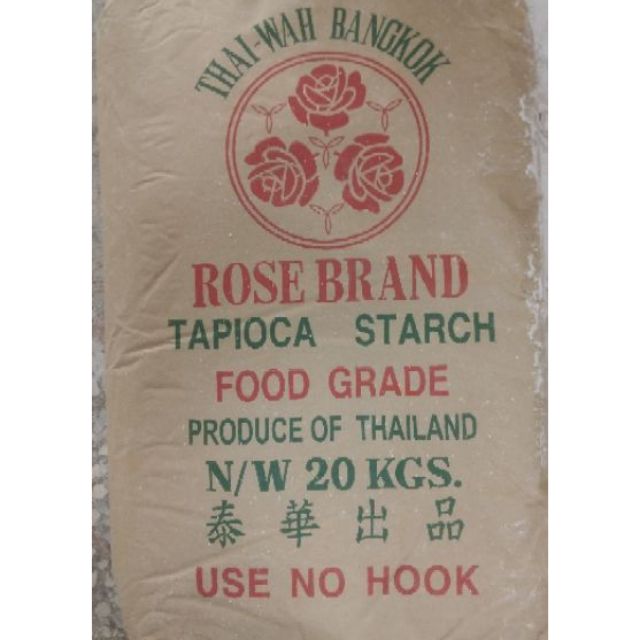 THAI-WAH BANGKOK
ROSE BRAND
TAPIOCA STARCH
FOOD GRADE
PRODUCE OF THAILAND
N/W 20 KGS.
泰華出品
USE NO HOOK